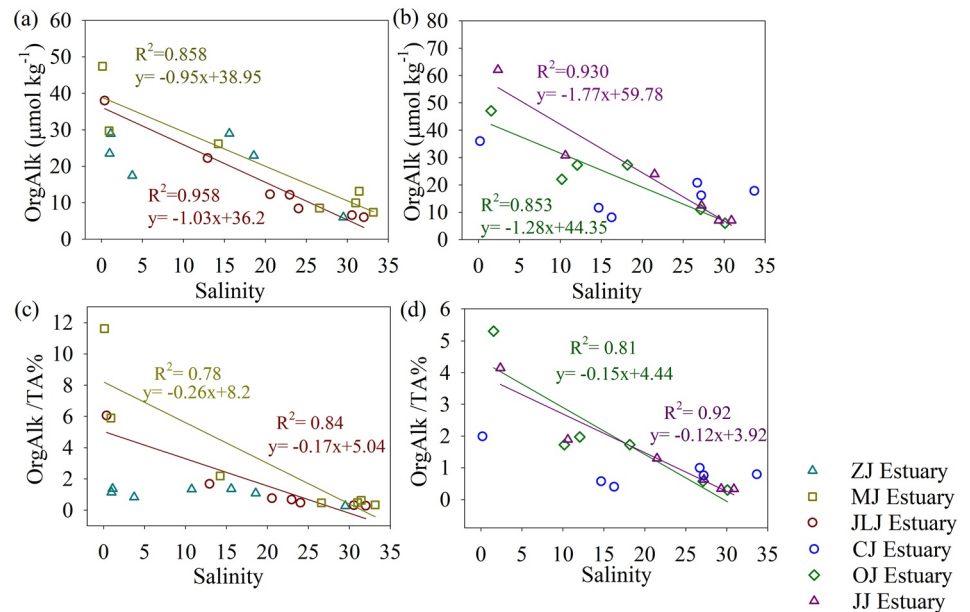 (a)
60
50
40
30
20
10
0
OrgAlk (μmol kg⁻¹)
R²=0.858
y= -0.95x+38.95
R²=0.958
y= -1.03x+36.2
0 5 10 15 20 25 30 35
Salinity
(b)
80
70
60
50
40
30
20
10
0
OrgAlk (μmol kg⁻¹)
R²=0.930
y= -1.77x+59.78
R²=0.853
y= -1.28x+44.35
0 5 10 15 20 25 30 35
Salinity
(c)
12
10
8
6
4
2
0
OrgAlk /TA%
R²= 0.78
y= -0.26x+8.2
R²= 0.84
y= -0.17x+5.04
0 5 10 15 20 25 30 35
Salinity
(d)
6
5
4
3
2
1
0
OrgAlk /TA%
R²= 0.81
y= -0.15x+4.44
R²= 0.92
y= -0.12x+3.92
0 5 10 15 20 25 30 35
Salinity
ZJ Estuary
MJ Estuary
JLJ Estuary
CJ Estuary
OJ Estuary
JJ Estuary